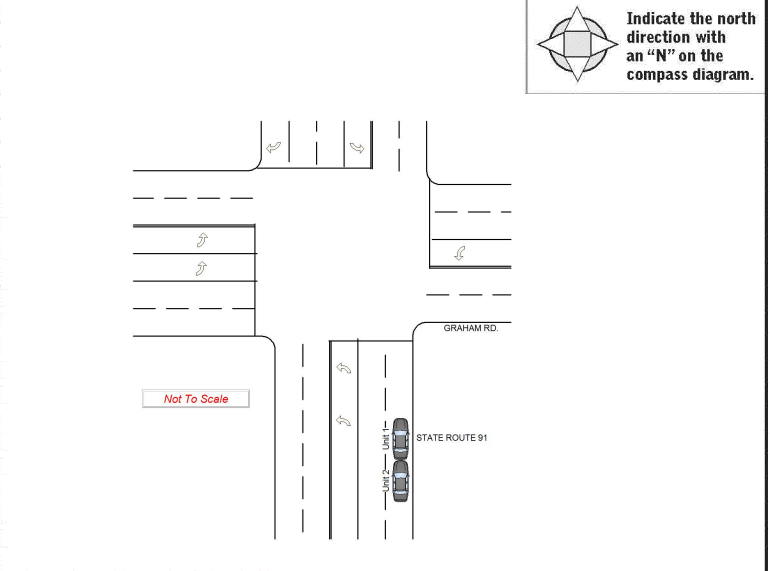 Indicate the north
direction with
an “N” on the
compass diagram.
GRAHAM RD.
Not To Scale
Unit 1
STATE ROUTE 91
Unit 2